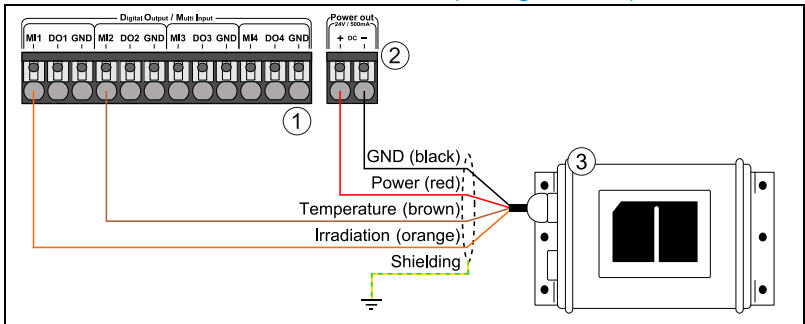 Digital Output / Multi Input
Power out
24V / 500mA
MI1 DO1 GND MI2 DO2 GND MI3 DO3 GND MI4 DO4 GND
+ DC −
2
1
3
GND (black)
Power (red)
Temperature (brown)
Irradiation (orange)
Shielding